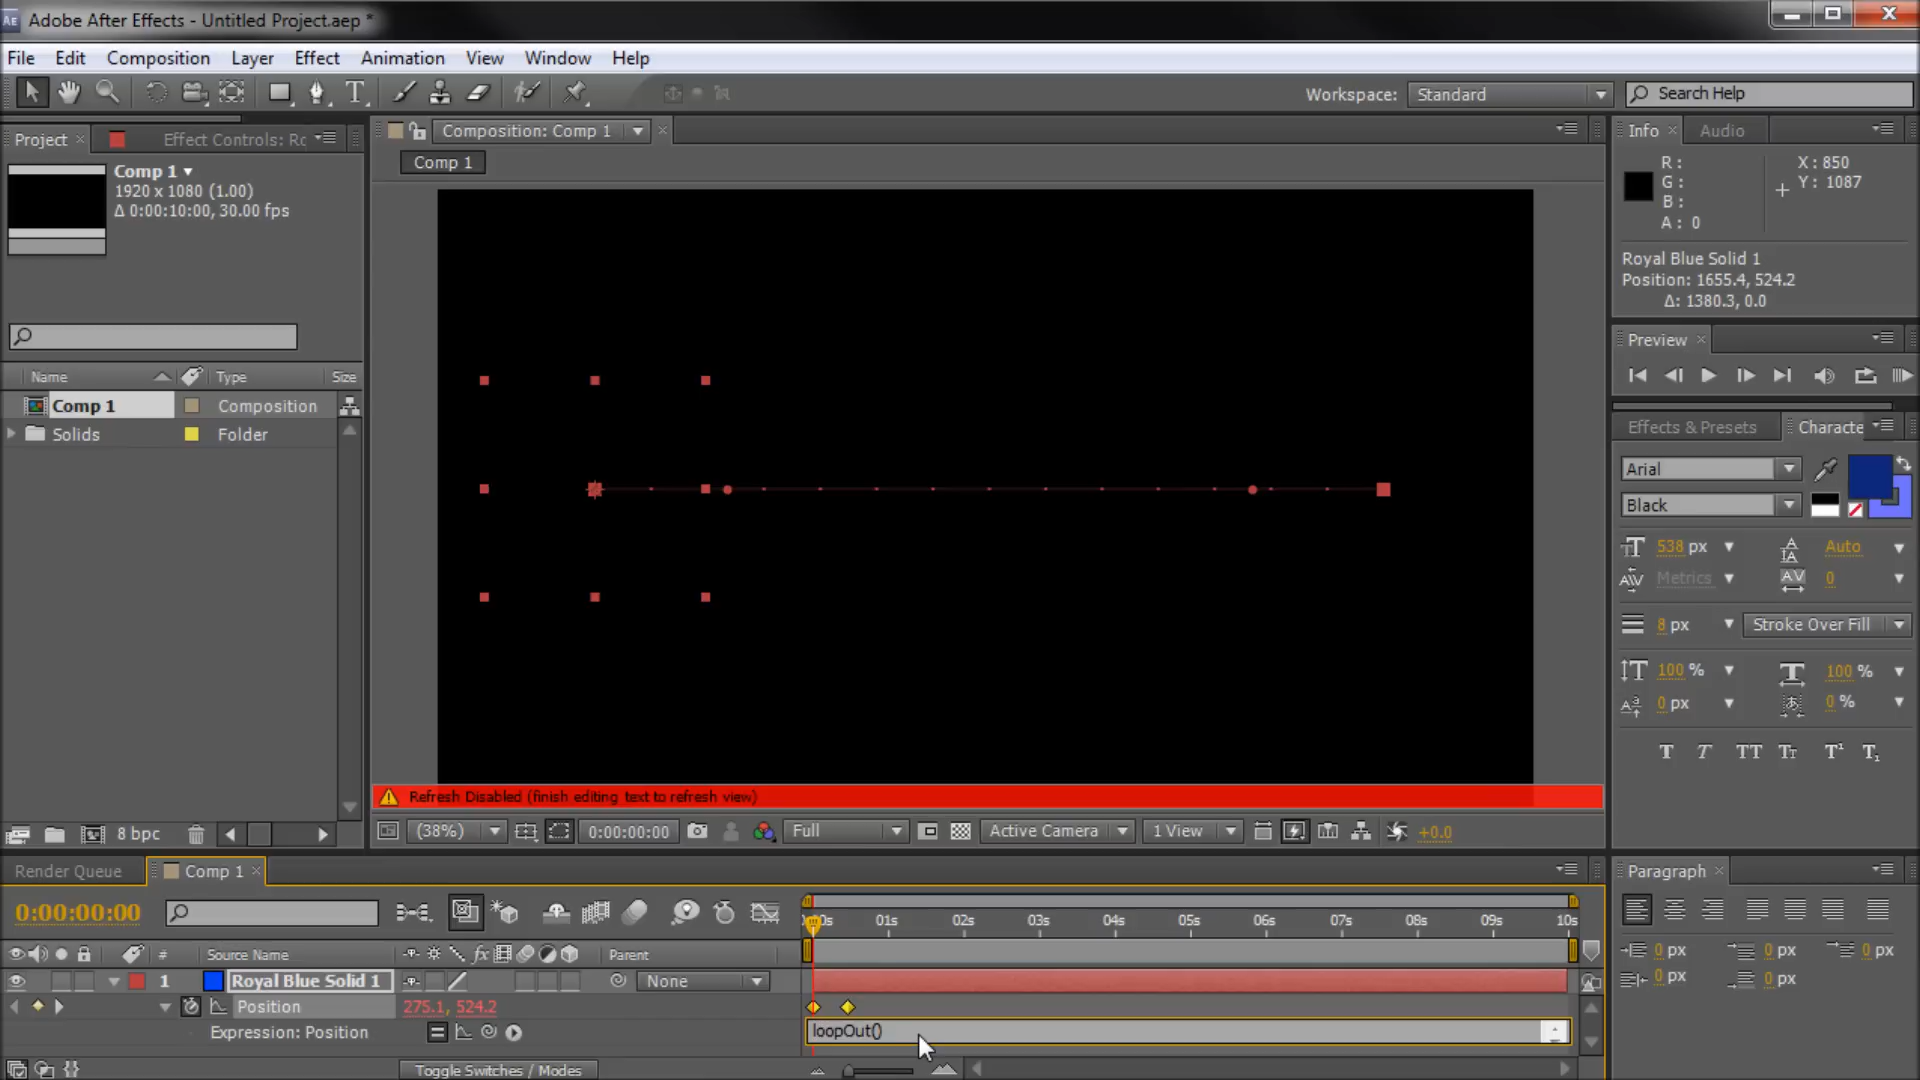 Adobe After Effects - Untitled Project.aep *
File Edit Composition Layer Effect Animation View Window Help
Workspace: Standard
Search Help
Project
Effect Controls: Rc
Composition: Comp 1
Info
Audio
Comp 1
Comp 1
1920 x 1080 (1.00)
Δ 0:00:10:00, 30.00 fps
R :
G :
B :
A : 0
X : 850
Y : 1087
Royal Blue Solid 1
Position: 1655.4, 524.2
Δ: 1380.3, 0.0
Preview
Name
Type
Size
Comp 1
Composition
Solids
Folder
Effects & Presets
Characte
Arial
Black
538 px
Auto
Metrics
0
8 px
Stroke Over Fill
100 %
100 %
0 px
0 %
T T TT Tt T¹ T₁
Refresh Disabled (finish editing text to refresh view)
8 bpc
(38%)
0:00:00:00
Full
Active Camera
1 View
+0.0
Render Queue
Comp 1
Paragraph
0:00:00:00
0s 01s 02s 03s 04s 05s 06s 07s 08s 09s 10s
# Source Name
fx
Parent
0 px
0 px
0 px
0 px
0 px
1 Royal Blue Solid 1
None
Position
275.1, 524.2
Expression: Position
loopOut()
Toggle Switches / Modes